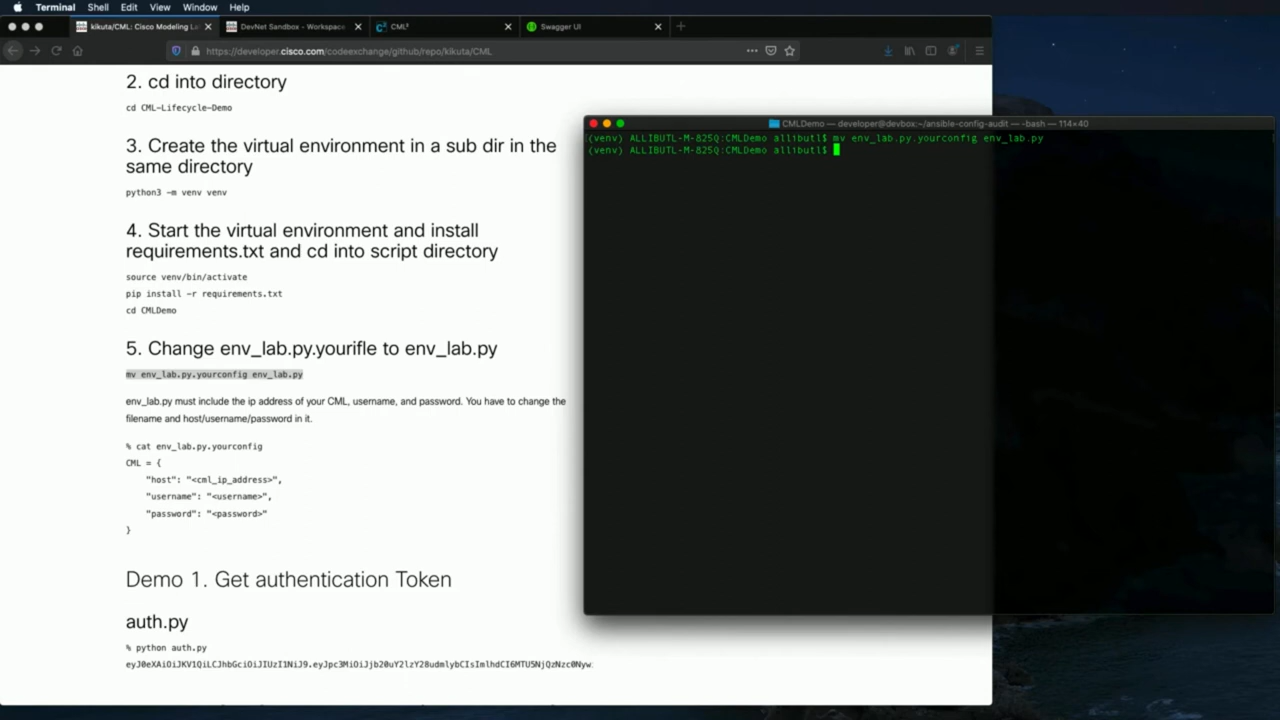 Terminal Shell Edit View Window Help
kikuta/CML: Cisco Modeling La
DevNet Sandbox - Workspace
CML²
Swagger UI
https://developer.cisco.com/codeexchange/github/repo/kikuta/CML
2. cd into directory
cd CML-Lifecycle-Demo
3. Create the virtual environment in a sub dir in the
same directory
python3 -m venv venv
4. Start the virtual environment and install
requirements.txt and cd into script directory
source venv/bin/activate
pip install -r requirements.txt
cd CMLDemo
5. Change env_lab.py.yourifle to env_lab.py
mv env_lab.py.yourconfig env_lab.py
env_lab.py must include the ip address of your CML, username, and password. You have to change the
filename and host/username/password in it.
% cat env_lab.py.yourconfig
CML = {
"host": "<cml_ip_address>",
"username": "<username>",
"password": "<password>"
}
Demo 1. Get authentication Token
auth.py
% python auth.py
CMLDemo — developer@devbox:~/ansible-config-audit — -bash — 114×40
(venv) ALLIBUTL-M-825Q:CMLDemo allibutl$ mv env_lab.py.yourconfig env_lab.py
(venv) ALLIBUTL-M-825Q:CMLDemo allibutl$